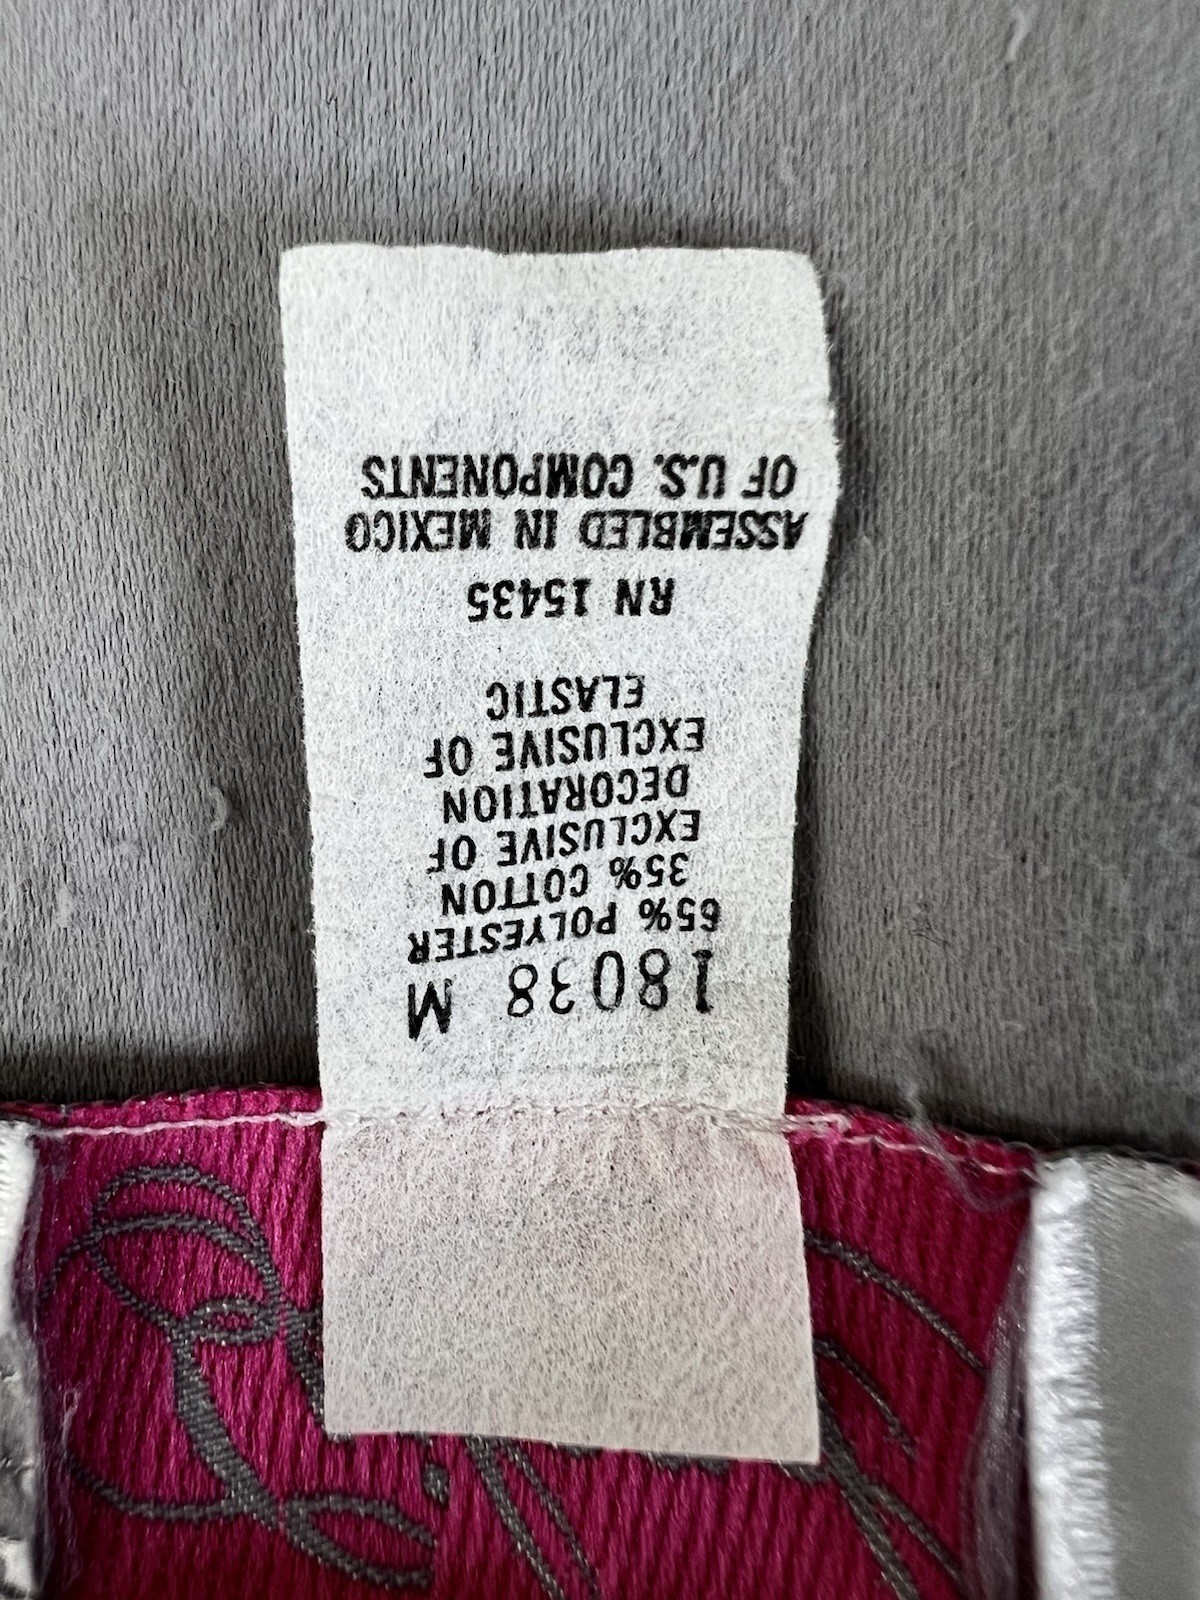 18038 M
65% POLYESTER
35% COTTON
EXCLUSIVE OF
DECORATION
EXCLUSIVE OF
ELASTIC
RN 15435
ASSEMBLED IN MEXICO
OF U.S. COMPONENTS